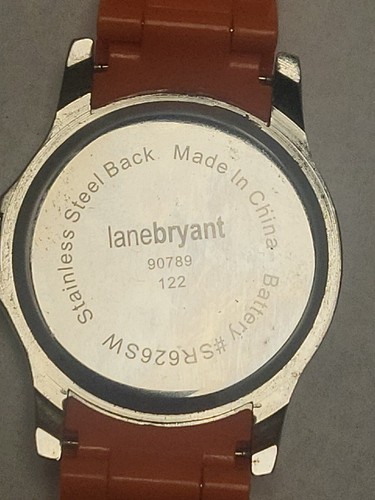 Stainless Steel Back Made In China Battery #SR626SW
lanebryant
90789
122